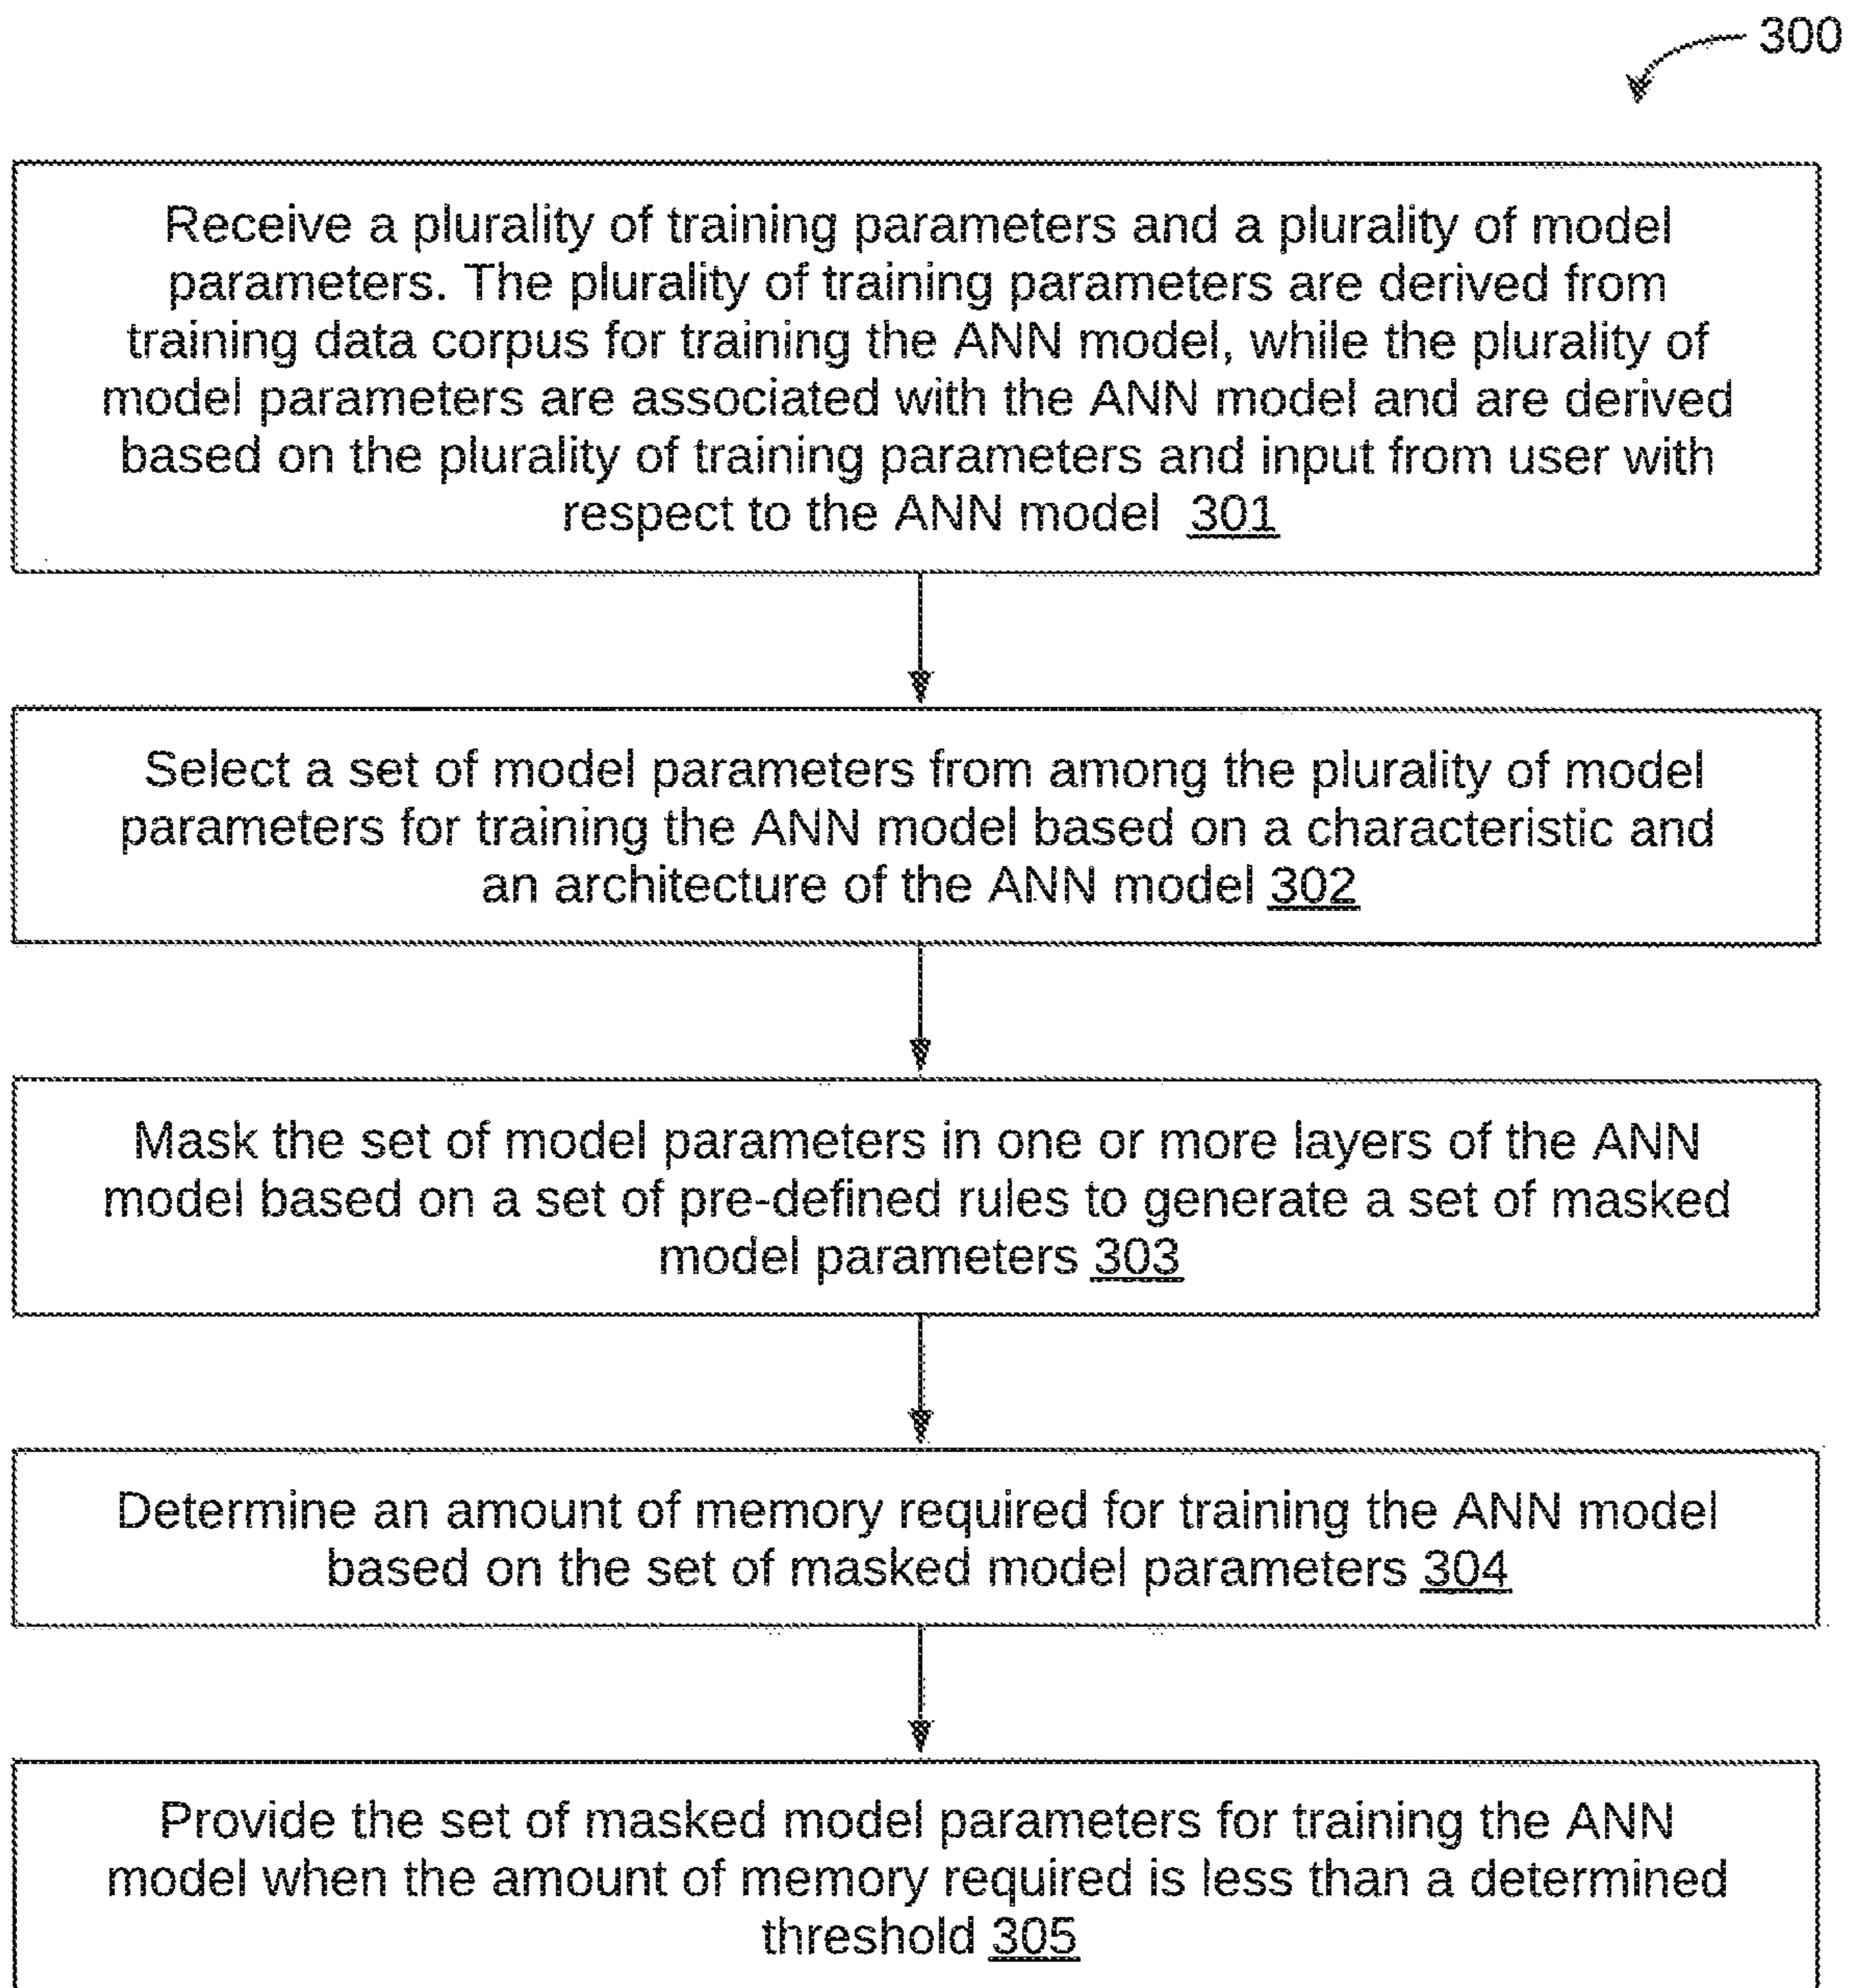 300
Receive a plurality of training parameters and a plurality of model
parameters. The plurality of training parameters are derived from
training data corpus for training the ANN model, while the plurality of
model parameters are associated with the ANN model and are derived
based on the plurality of training parameters and input from user with
respect to the ANN model 301
Select a set of model parameters from among the plurality of model
parameters for training the ANN model based on a characteristic and
an architecture of the ANN model 302
Mask the set of model parameters in one or more layers of the ANN
model based on a set of pre-defined rules to generate a set of masked
model parameters 303
Determine an amount of memory required for training the ANN model
based on the set of masked model parameters 304
Provide the set of masked model parameters for training the ANN
model when the amount of memory required is less than a determined
threshold 305